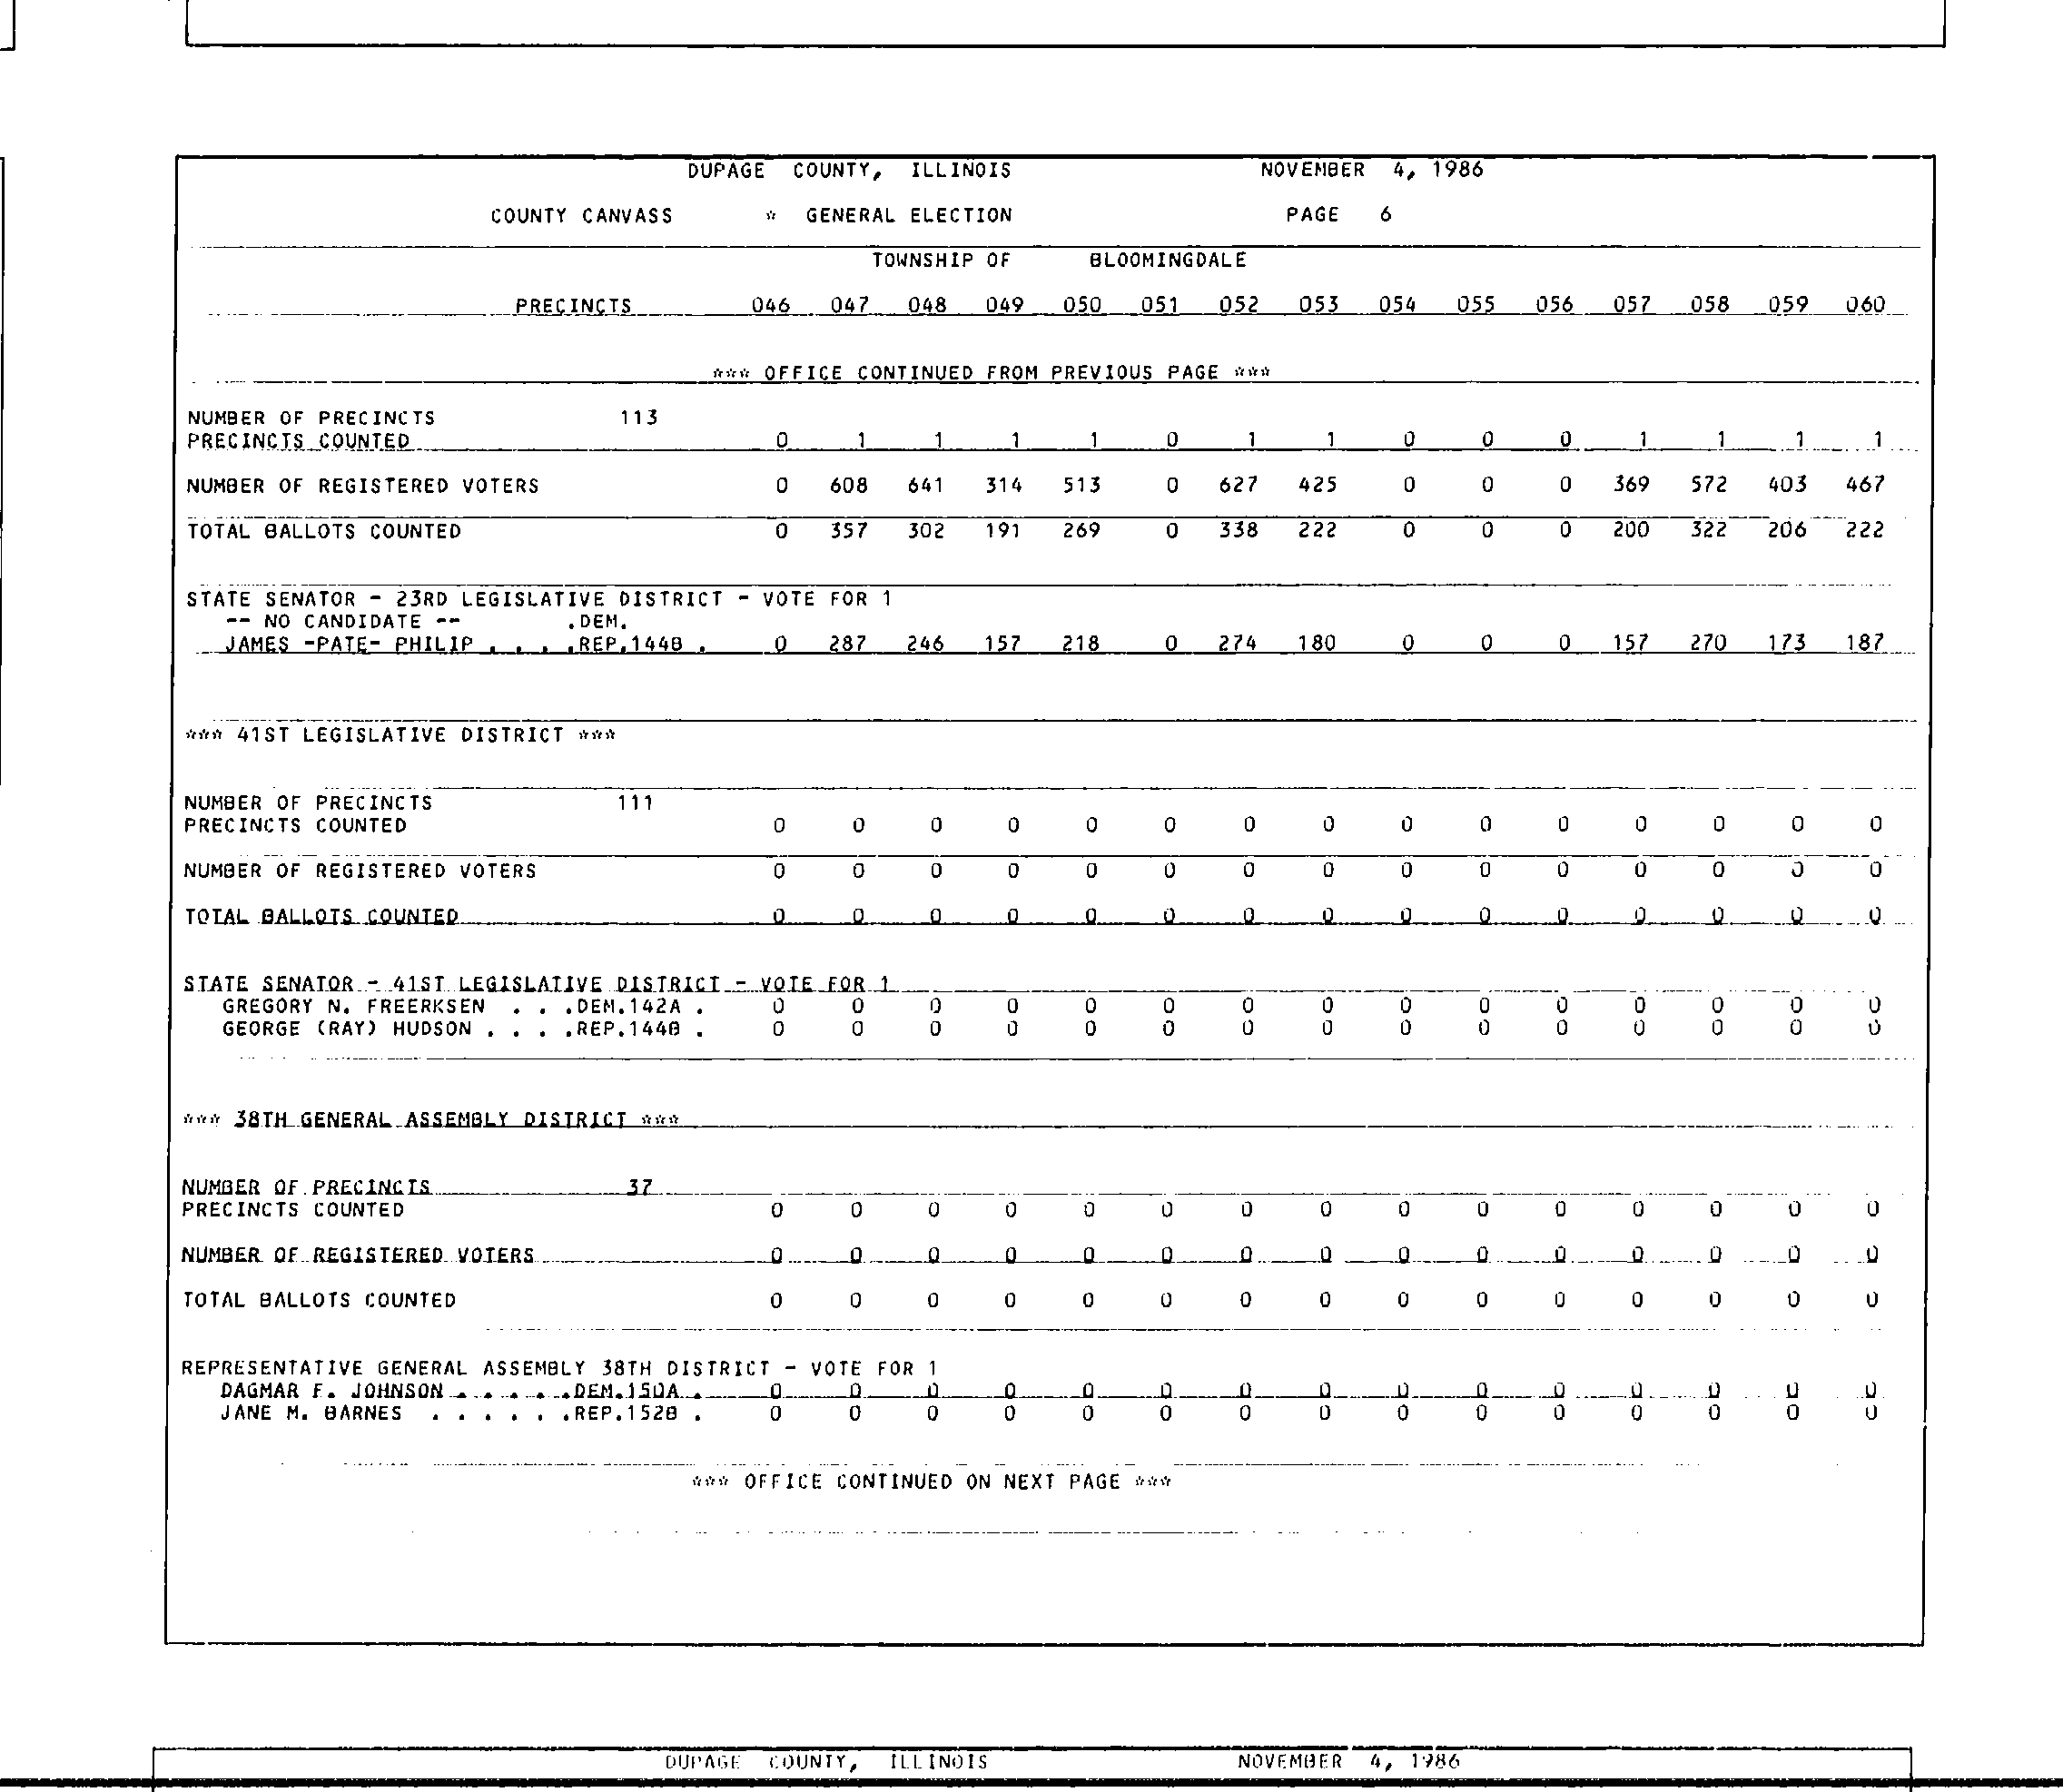 DUPAGE COUNTY, ILLINOIS NOVEMBER 4, 1986
COUNTY CANVASS * GENERAL ELECTION PAGE 6
TOWNSHIP OF BLOOMINGDALE
PRECINCTS 046 047 048 049 050 051 052 053 054 055 056 057 058 059 060
*** OFFICE CONTINUED FROM PREVIOUS PAGE ***
NUMBER OF PRECINCTS 113
PRECINCTS COUNTED 0 1 1 1 1 0 1 1 0 0 0 1 1 1 1
NUMBER OF REGISTERED VOTERS 0 608 641 314 513 0 627 425 0 0 0 369 572 403 467
TOTAL BALLOTS COUNTED 0 357 302 191 269 0 338 222 0 0 0 200 322 206 222
STATE SENATOR - 23RD LEGISLATIVE DISTRICT - VOTE FOR 1
-- NO CANDIDATE -- .DEM.
JAMES -PATE- PHILIP . . . .REP.144B . 0 287 246 157 218 0 274 180 0 0 0 157 270 173 187
*** 41ST LEGISLATIVE DISTRICT ***
NUMBER OF PRECINCTS 111
PRECINCTS COUNTED 0 0 0 0 0 0 0 0 0 0 0 0 0 0 0
NUMBER OF REGISTERED VOTERS 0 0 0 0 0 0 0 0 0 0 0 0 0 0 0
TOTAL BALLOTS COUNTED 0 0 0 0 0 0 0 0 0 0 0 0 0 0 0
STATE SENATOR - 41ST LEGISLATIVE DISTRICT - VOTE FOR 1
GREGORY N. FREERKSEN . . .DEM.142A . 0 0 0 0 0 0 0 0 0 0 0 0 0 0 0
GEORGE (RAY) HUDSON . . . .REP.144B . 0 0 0 0 0 0 0 0 0 0 0 0 0 0 0
*** 38TH GENERAL ASSEMBLY DISTRICT ***
NUMBER OF PRECINCTS 37
PRECINCTS COUNTED 0 0 0 0 0 0 0 0 0 0 0 0 0 0 0
NUMBER OF REGISTERED VOTERS 0 0 0 0 0 0 0 0 0 0 0 0 0 0 0
TOTAL BALLOTS COUNTED 0 0 0 0 0 0 0 0 0 0 0 0 0 0 0
REPRESENTATIVE GENERAL ASSEMBLY 38TH DISTRICT - VOTE FOR 1
DAGMAR F. JOHNSON . . . . .DEM.150A . 0 0 0 0 0 0 0 0 0 0 0 0 0 0 0
JANE M. BARNES . . . . . .REP.152B . 0 0 0 0 0 0 0 0 0 0 0 0 0 0 0
*** OFFICE CONTINUED ON NEXT PAGE ***
DUPAGE COUNTY, ILLINOIS NOVEMBER 4, 1986